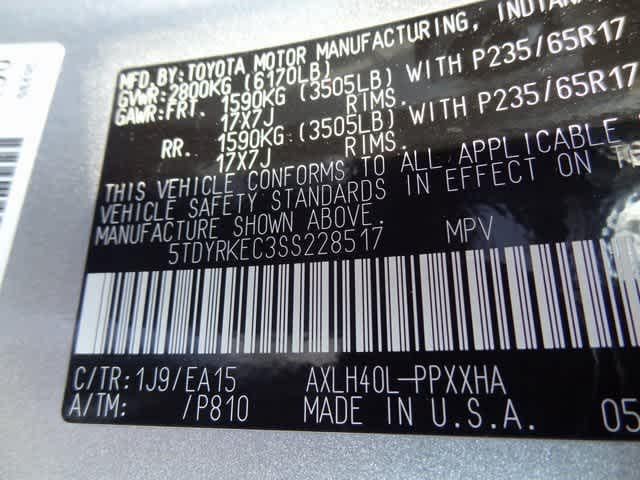 MFD.BY:TOYOTA MOTOR MANUFACTURING, INDIANA
GVWR:2800KG (6170LB)
GAWR:FRT. 1590KG (3505LB) WITH P235/65R17
17X7J RIMS.
RR. 1590KG (3505LB) WITH P235/65R17
17X7J RIMS.
THIS VEHICLE CONFORMS TO ALL APPLICABLE
VEHICLE SAFETY STANDARDS IN EFFECT ON
MANUFACTURE SHOWN ABOVE.
5TDYRKEC3SS228517 MPV
C/TR:1J9/EA15 AXLH40L-PPXXHA
A/TM: /P810 MADE IN U.S.A. 05